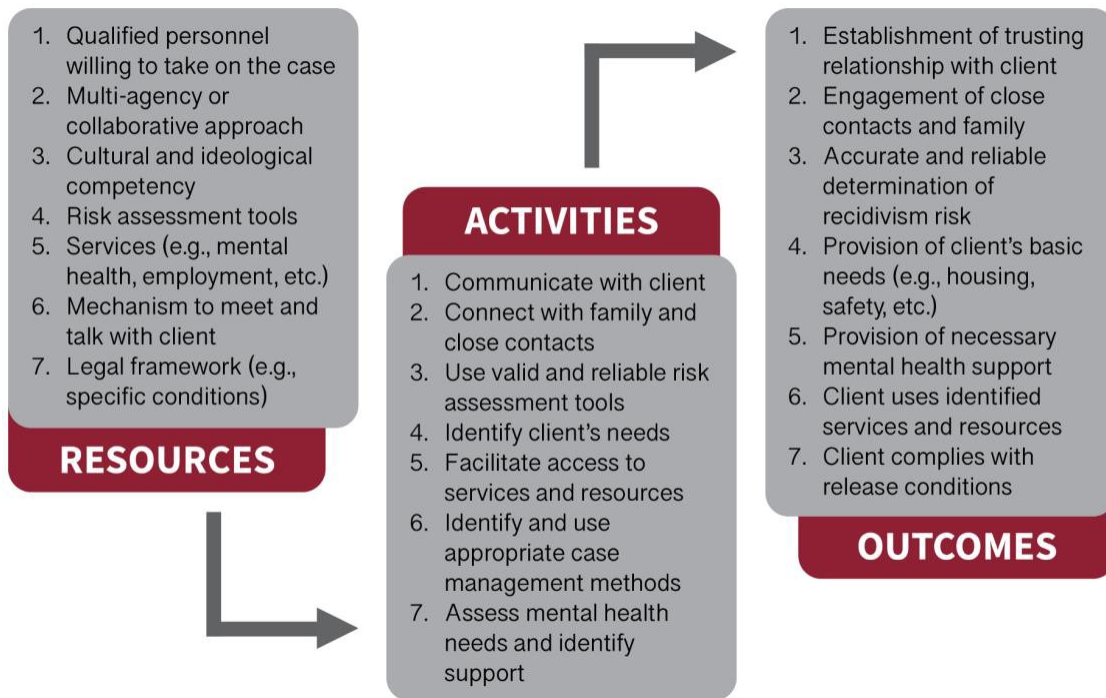 1. Qualified personnel
willing to take on the case
2. Multi-agency or
collaborative approach
3. Cultural and ideological
competency
4. Risk assessment tools
5. Services (e.g., mental
health, employment, etc.)
6. Mechanism to meet and
talk with client
7. Legal framework (e.g.,
specific conditions)
RESOURCES
ACTIVITIES
1. Communicate with client
2. Connect with family and
close contacts
3. Use valid and reliable risk
assessment tools
4. Identify client's needs
5. Facilitate access to
services and resources
6. Identify and use
appropriate case
management methods
7. Assess mental health
needs and identify
support
1. Establishment of trusting
relationship with client
2. Engagement of close
contacts and family
3. Accurate and reliable
determination of
recidivism risk
4. Provision of client's basic
needs (e.g., housing,
safety, etc.)
5. Provision of necessary
mental health support
6. Client uses identified
services and resources
7. Client complies with
release conditions
OUTCOMES